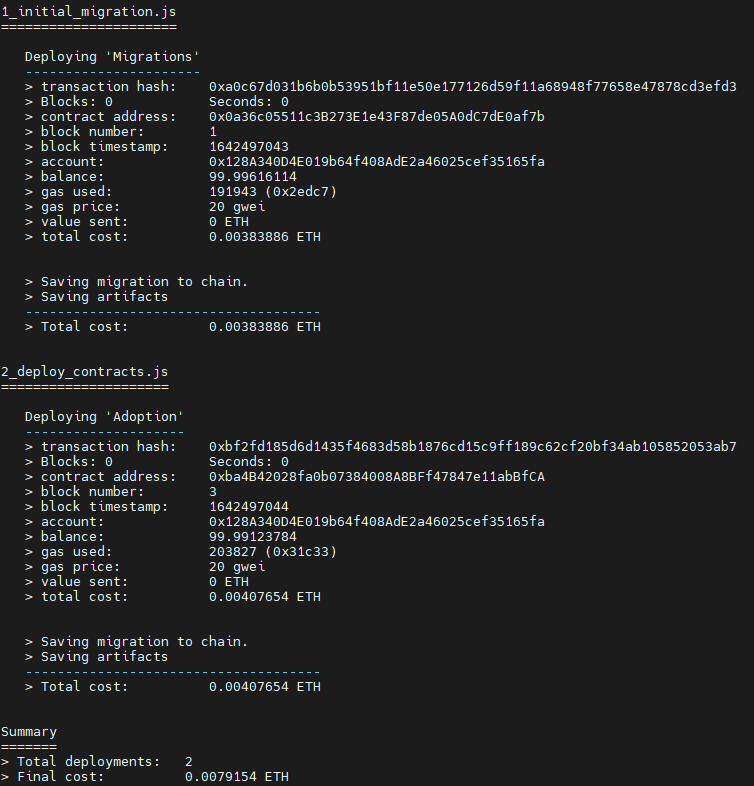 1_initial_migration.js
======================
Deploying 'Migrations'
----------------------
> transaction hash:    0xa0c67d031b6b0b53951bf11e50e177126d59f11a68948f77658e47878cd3efd3
> Blocks: 0            Seconds: 0
> contract address:    0x0a36c05511c3B273E1e43F87de05A0dC7dE0af7b
> block number:        1
> block timestamp:     1642497043
> account:             0x128A340D4E019b64f408AdE2a46025cef35165fa
> balance:             99.99616114
> gas used:            191943 (0x2edc7)
> gas price:           20 gwei
> value sent:          0 ETH
> total cost:          0.00383886 ETH
> Saving migration to chain.
> Saving artifacts
-------------------------------------
> Total cost:          0.00383886 ETH
2_deploy_contracts.js
=====================
Deploying 'Adoption'
--------------------
> transaction hash:    0xbf2fd185d6d1435f4683d58b1876cd15c9ff189c62cf20bf34ab105852053ab7
> Blocks: 0            Seconds: 0
> contract address:    0xba4B42028fa0b07384008A8BFf47847e11abBfCA
> block number:        3
> block timestamp:     1642497044
> account:             0x128A340D4E019b64f408AdE2a46025cef35165fa
> balance:             99.99123784
> gas used:            203827 (0x31c33)
> gas price:           20 gwei
> value sent:          0 ETH
> total cost:          0.00407654 ETH
> Saving migration to chain.
> Saving artifacts
-------------------------------------
> Total cost:          0.00407654 ETH
Summary
=======
> Total deployments:   2
> Final cost:          0.0079154 ETH